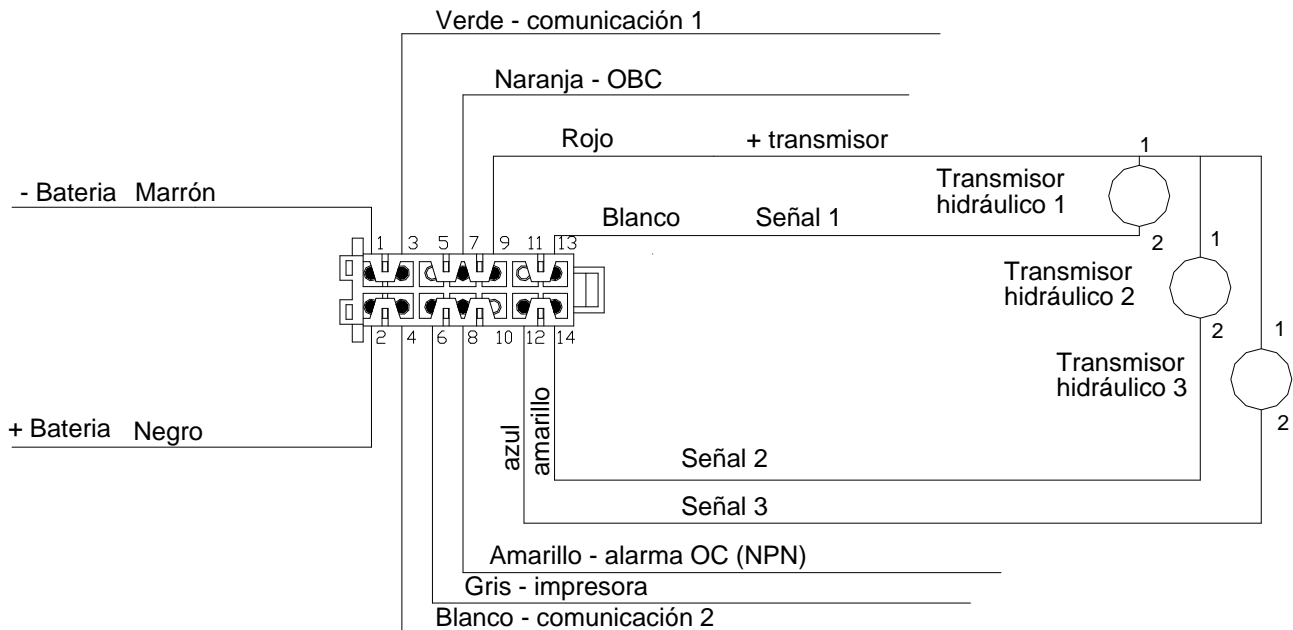 Verde - comunicación 1
Naranja - OBC
Rojo + transmisor
1
- Bateria Marrón
Transmisor
hidráulico 1
Blanco Señal 1
2
1
1 3 5 7 9 11 13
Transmisor
hidráulico 2
2
1
2 4 6 8 10 12 14
Transmisor
hidráulico 3
2
+ Bateria Negro
azul
amarillo
Señal 2
Señal 3
Amarillo - alarma OC (NPN)
Gris - impresora
Blanco - comunicación 2